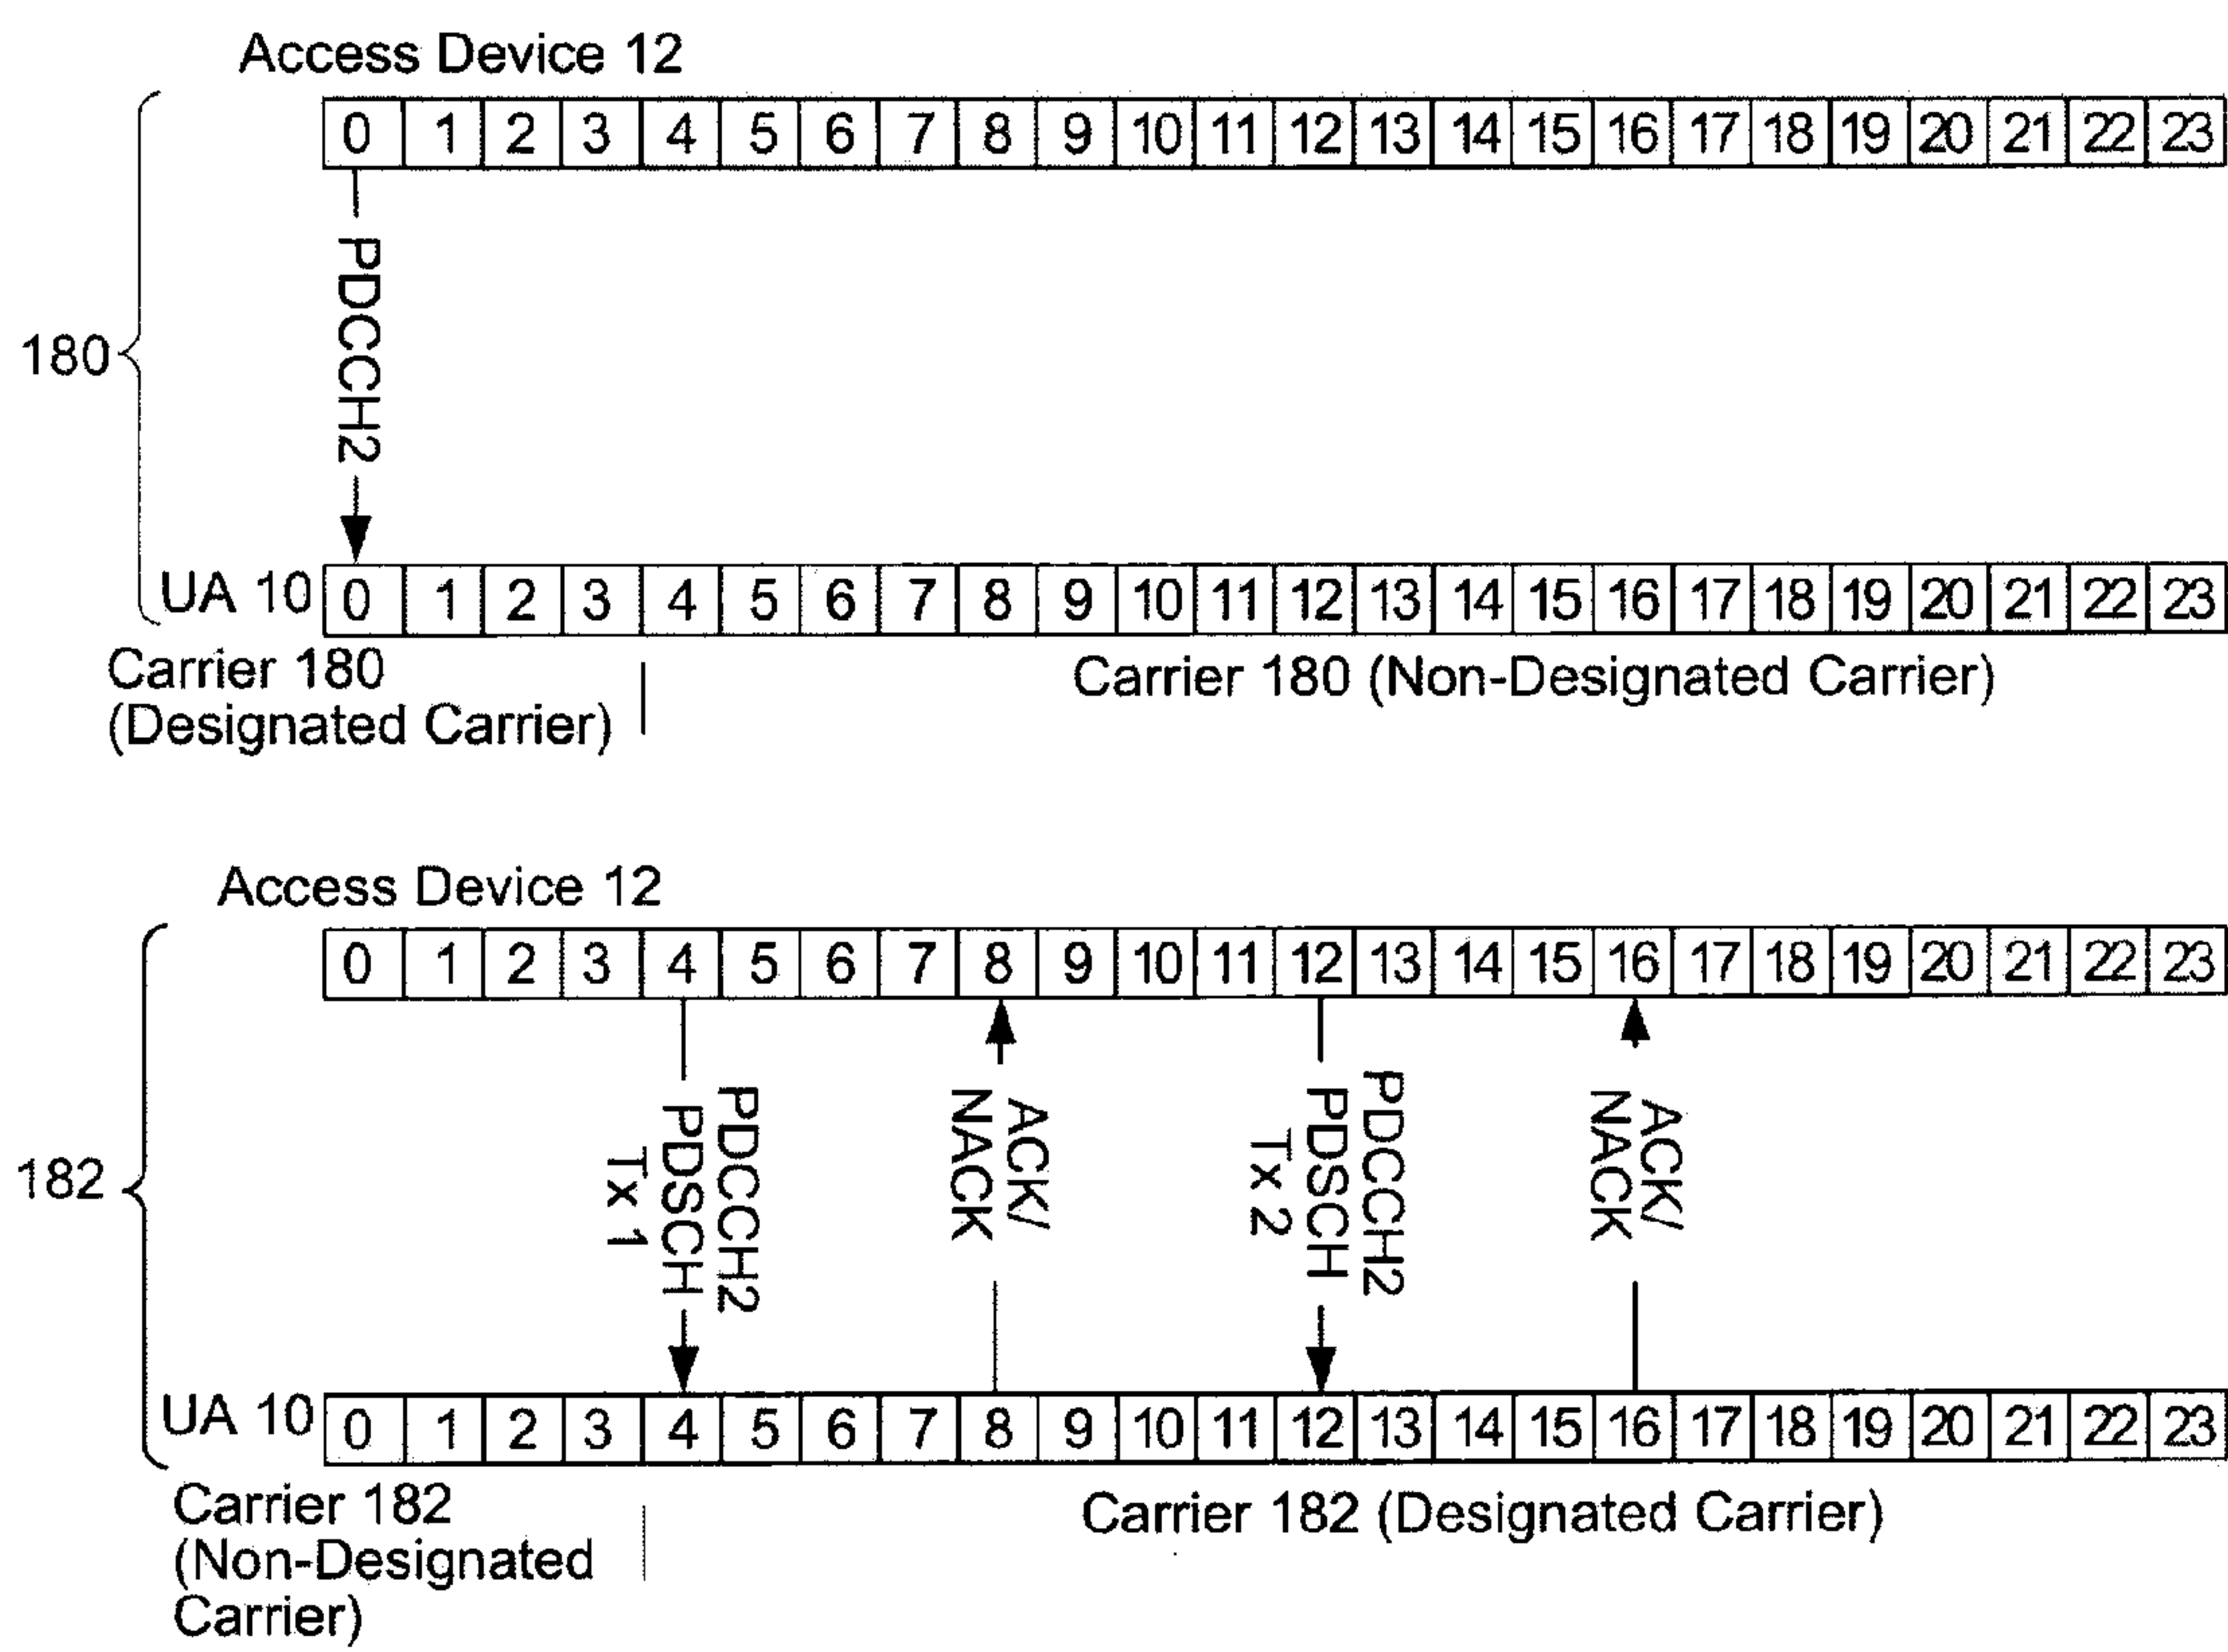 Access Device 12
0 1 2 3 4 5 6 7 8 9 10 11 12 13 14 15 16 17 18 19 20 21 22 23
PDCCH2
180
UA 10 0 1 2 3 4 5 6 7 8 9 10 11 12 13 14 15 16 17 18 19 20 21 22 23
Carrier 180
(Designated Carrier)
Carrier 180 (Non-Designated Carrier)
Access Device 12
0 1 2 3 4 5 6 7 8 9 10 11 12 13 14 15 16 17 18 19 20 21 22 23
182
PDCCH2
PDSCH
Tx 1
ACK/
NACK
PDCCH2
PDSCH
Tx 2
ACK/
NACK
UA 10 0 1 2 3 4 5 6 7 8 9 10 11 12 13 14 15 16 17 18 19 20 21 22 23
Carrier 182
(Non-Designated
Carrier)
Carrier 182 (Designated Carrier)